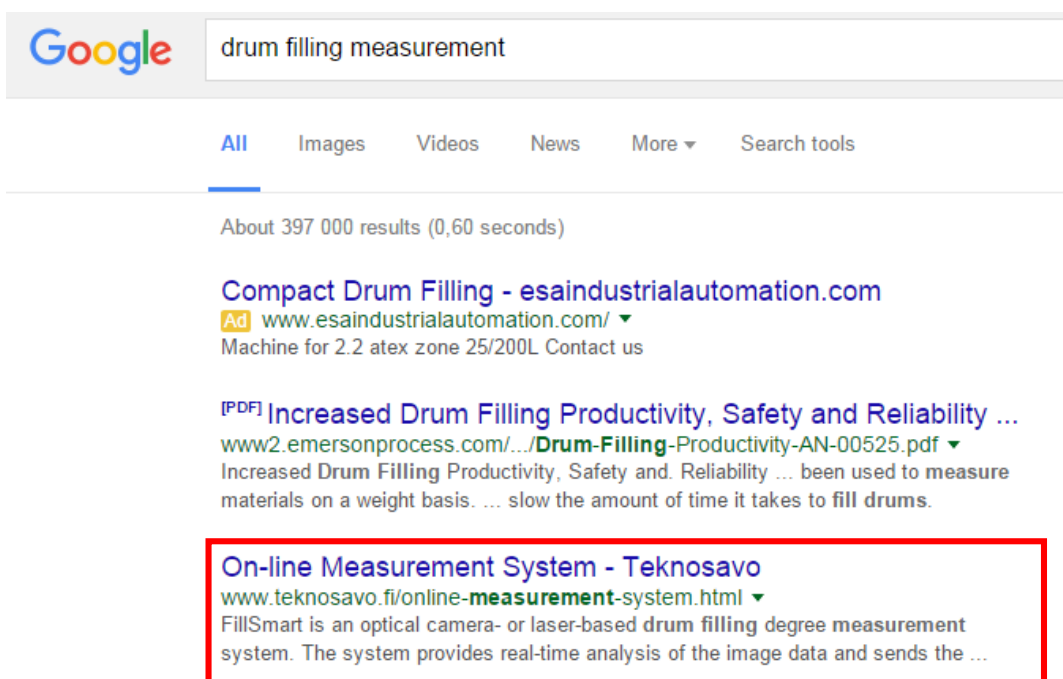 Google
drum filling measurement
All Images Videos News More Search tools
About 397 000 results (0,60 seconds)
Compact Drum Filling - esaindustrialautomation.com
Ad www.esaindustrialautomation.com/
Machine for 2.2 atex zone 25/200L Contact us
[PDF] Increased Drum Filling Productivity, Safety and Reliability ...
www2.emersonprocess.com/.../Drum-Filling-Productivity-AN-00525.pdf
Increased Drum Filling Productivity, Safety and. Reliability ... been used to measure
materials on a weight basis. ... slow the amount of time it takes to fill drums.
On-line Measurement System - Teknosavo
www.teknosavo.fi/online-measurement-system.html
FillSmart is an optical camera- or laser-based drum filling degree measurement
system. The system provides real-time analysis of the image data and sends the ...